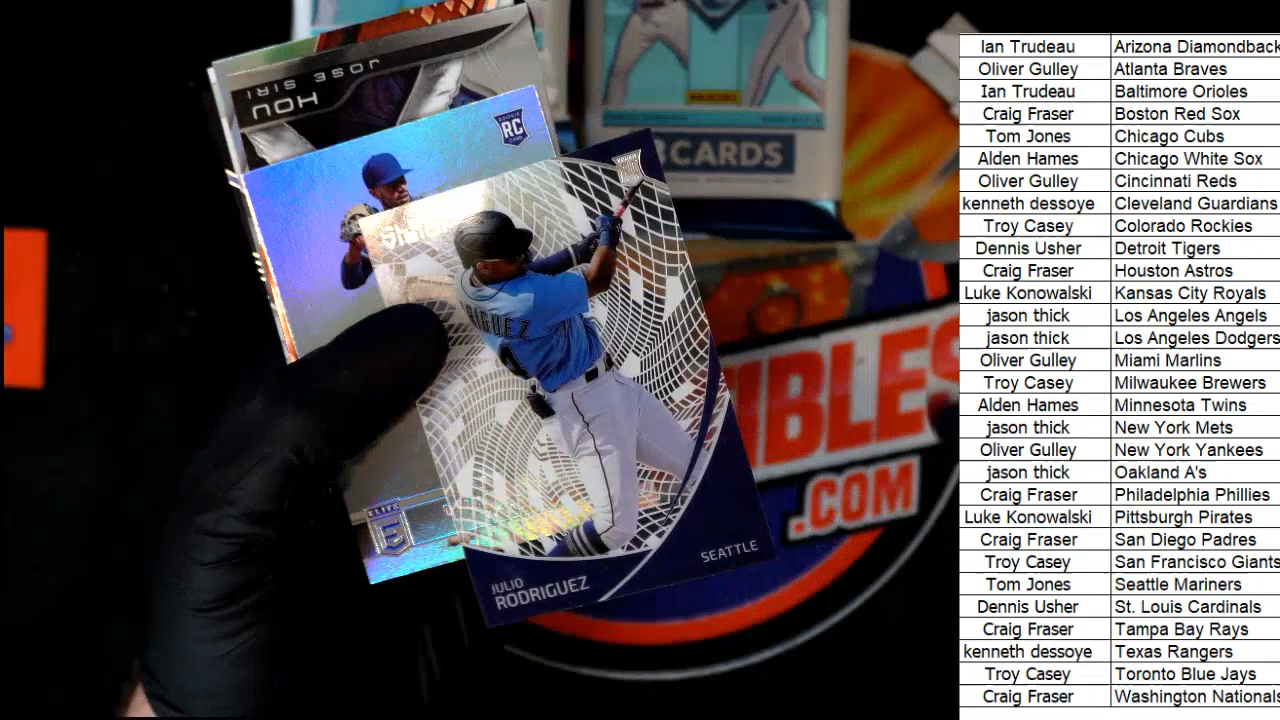 JOSE SIRI
HOU
ROOKIE
RC
CARD
RIGUEZ
ELITE
E
JULIO
RODRIGUEZ
SEATTLE
PANINI
CARDS
IBLES
.COM
Ian Trudeau Arizona Diamondback
Oliver Gulley Atlanta Braves
Ian Trudeau Baltimore Orioles
Craig Fraser Boston Red Sox
Tom Jones Chicago Cubs
Alden Hames Chicago White Sox
Oliver Gulley Cincinnati Reds
kenneth dessoye Cleveland Guardians
Troy Casey Colorado Rockies
Dennis Usher Detroit Tigers
Craig Fraser Houston Astros
Luke Konowalski Kansas City Royals
jason thick Los Angeles Angels
jason thick Los Angeles Dodgers
Oliver Gulley Miami Marlins
Troy Casey Milwaukee Brewers
Alden Hames Minnesota Twins
jason thick New York Mets
Oliver Gulley New York Yankees
jason thick Oakland A's
Craig Fraser Philadelphia Phillies
Luke Konowalski Pittsburgh Pirates
Craig Fraser San Diego Padres
Troy Casey San Francisco Giants
Tom Jones Seattle Mariners
Dennis Usher St. Louis Cardinals
Craig Fraser Tampa Bay Rays
kenneth dessoye Texas Rangers
Troy Casey Toronto Blue Jays
Craig Fraser Washington Nationals